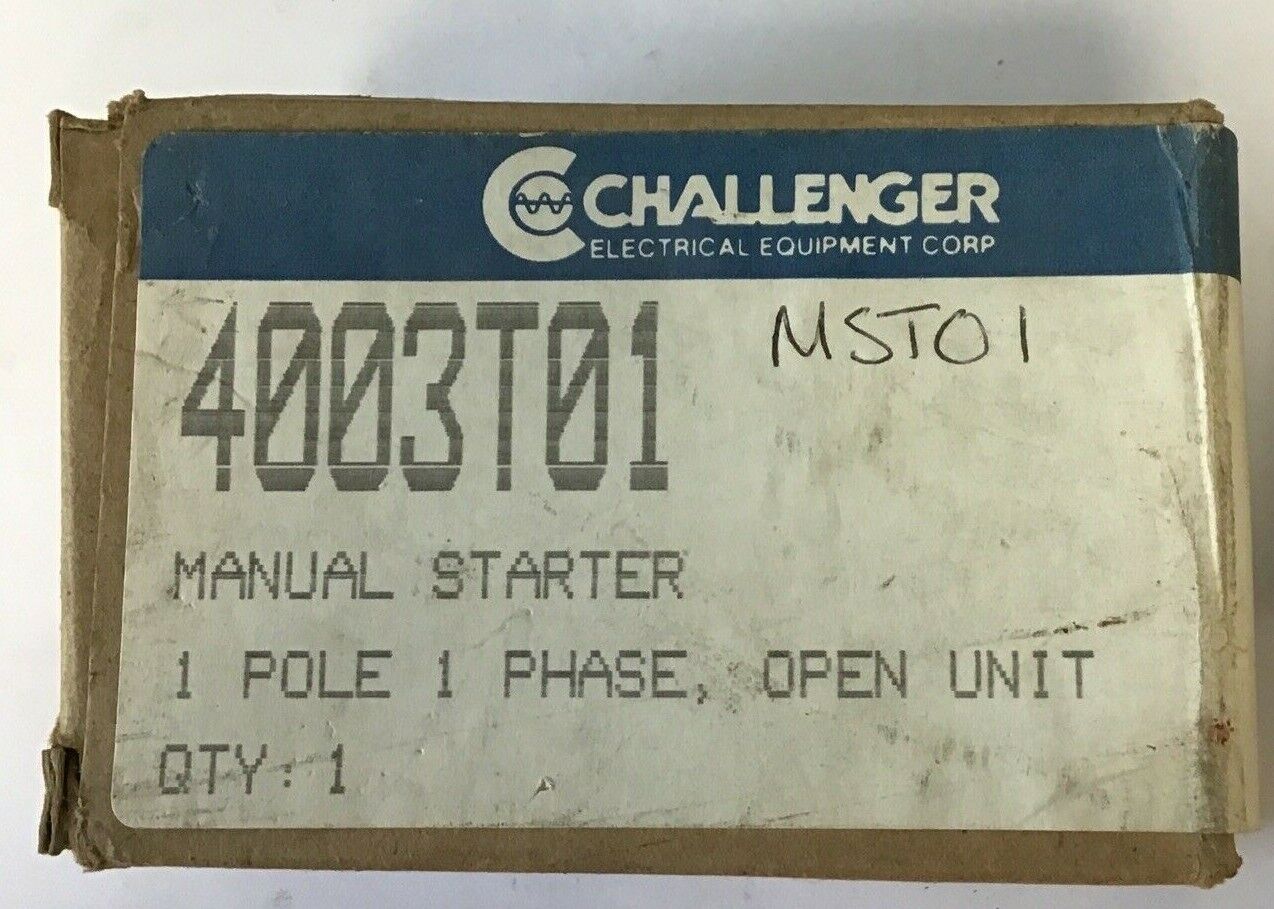 CHALLENGER
ELECTRICAL EQUIPMENT CORP
4003T01
MST01
MANUAL STARTER
1 POLE 1 PHASE, OPEN UNIT
QTY: 1